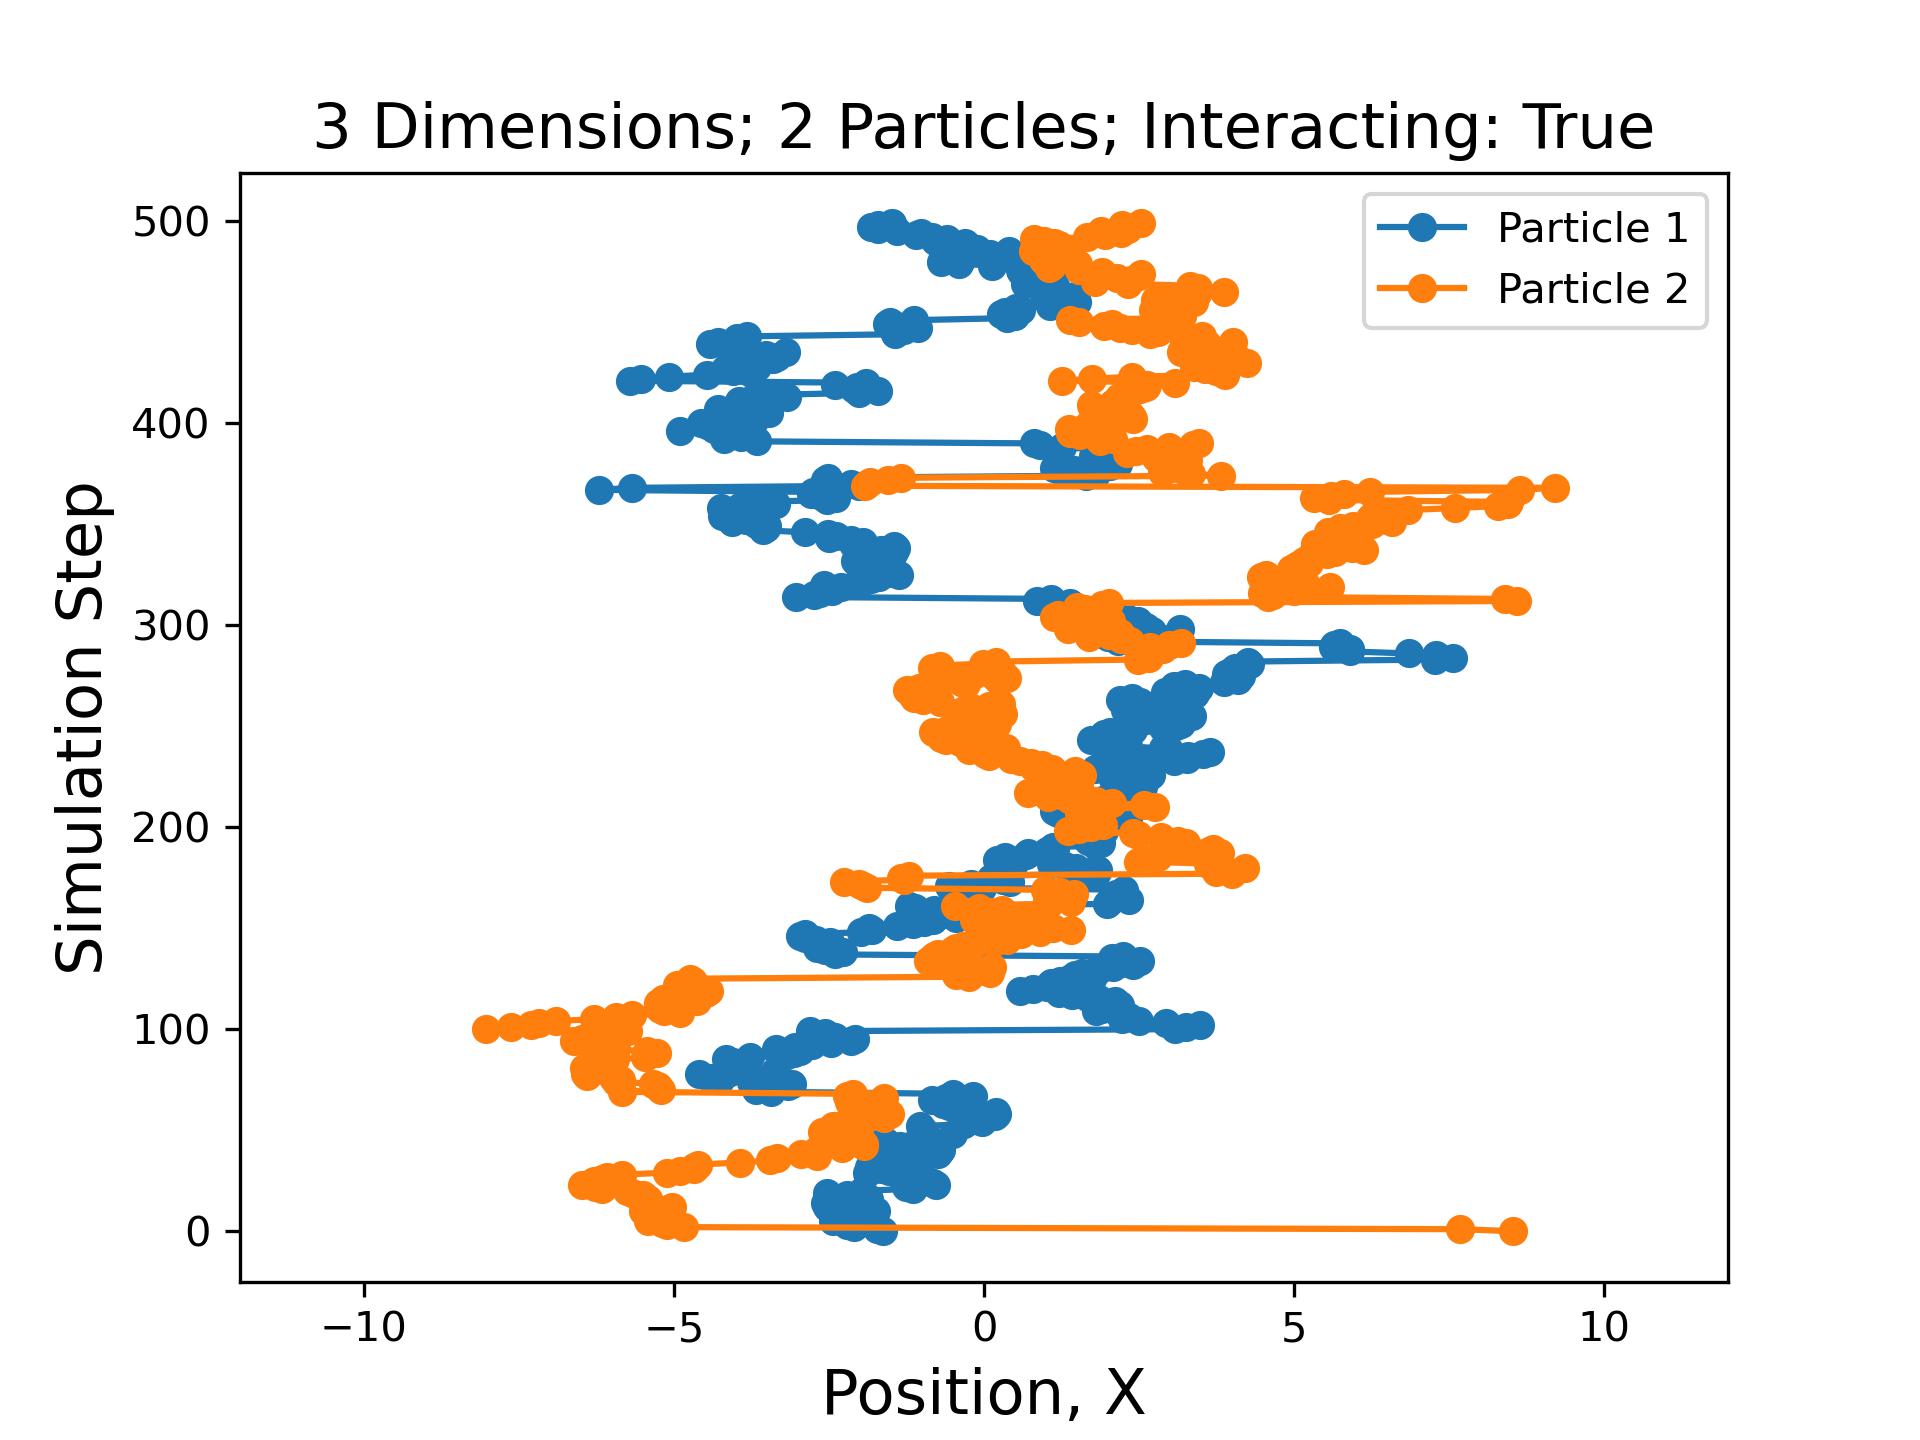 3 Dimensions; 2 Particles; Interacting: True
Particle 1
Particle 2
Simulation Step
500
400
300
200
100
0
−10
−5
0
5
10
Position, X